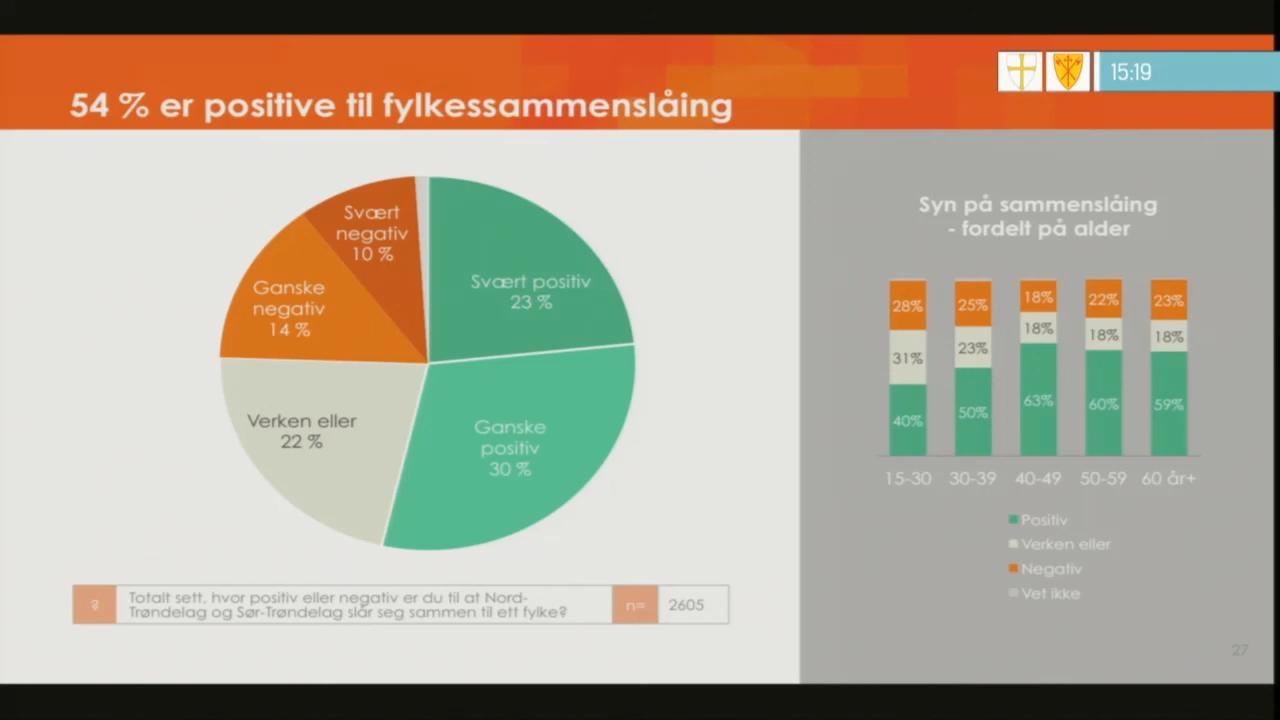 15:19
54 % er positive til fylkessammenslåing
Svært
negativ
10 %
Svært positiv
23 %
Ganske
negativ
14 %
Verken eller
22 %
Ganske
positiv
30 %
? Totalt sett, hvor positiv eller negativ er du til at Nord-
Trøndelag og Sør-Trøndelag slår seg sammen til ett fylke?
n= 2605
Syn på sammenslåing
- fordelt på alder
28% 25% 18% 22% 23%
31% 23% 18% 18% 18%
40% 50% 63% 60% 59%
15-30 30-39 40-49 50-59 60 år+
Positiv
Verken eller
Negativ
Vet ikke
27